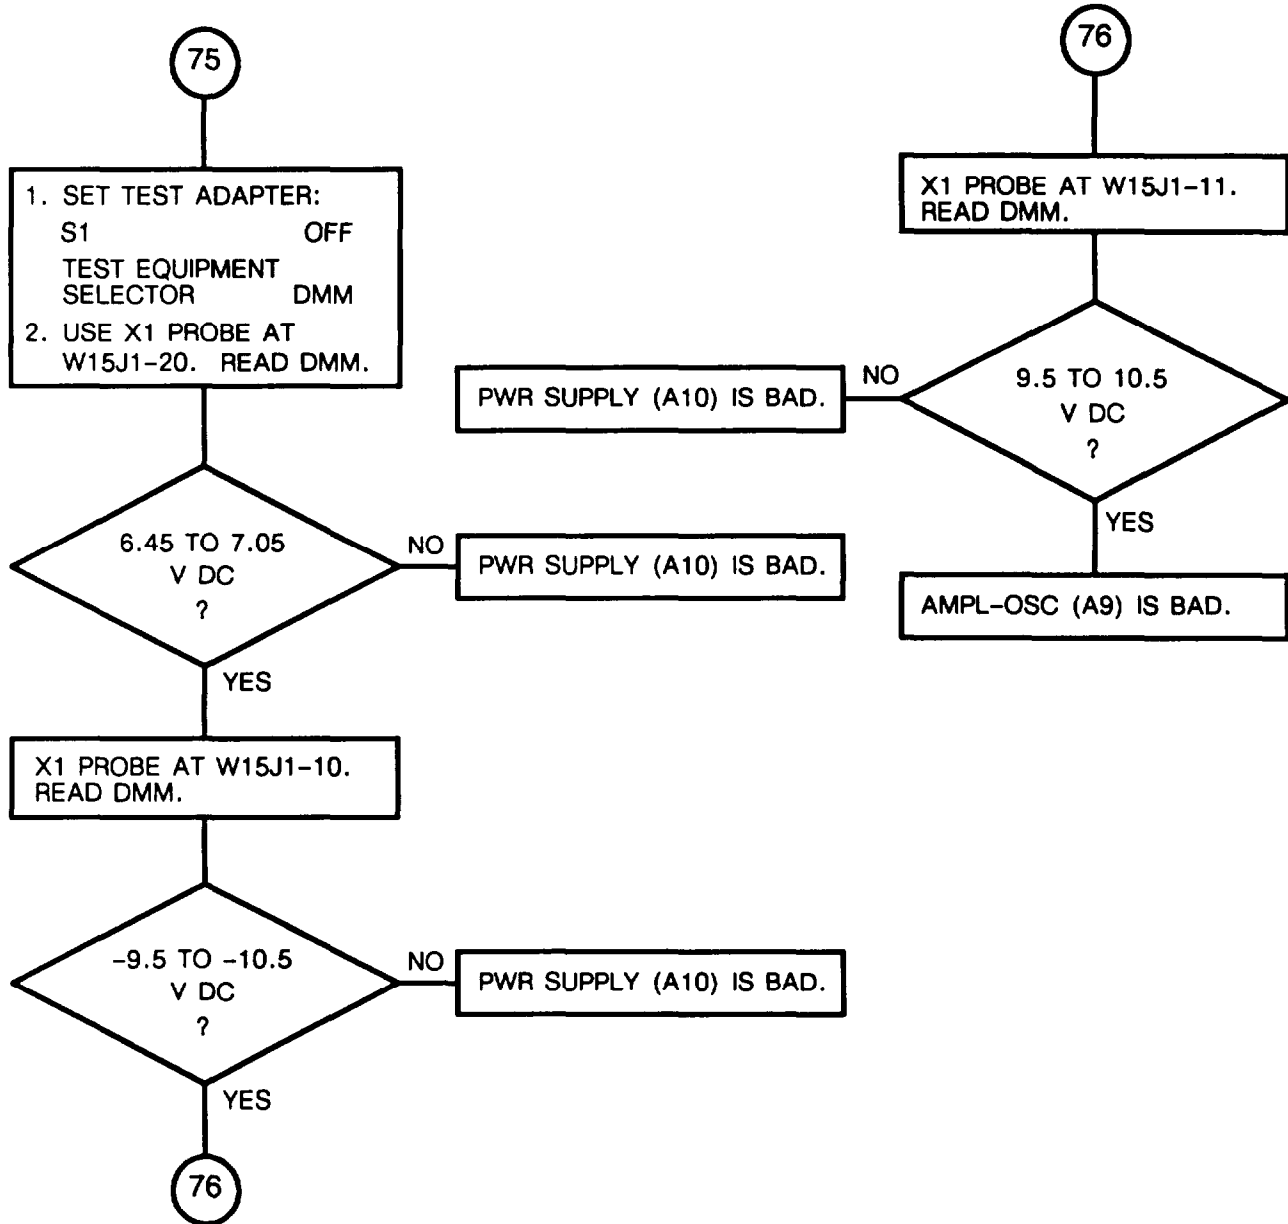 75
1. SET TEST ADAPTER:
S1 OFF
TEST EQUIPMENT
SELECTOR DMM
2. USE X1 PROBE AT
W15J1-20. READ DMM.
6.45 TO 7.05
V DC
?
NO
PWR SUPPLY (A10) IS BAD.
YES
X1 PROBE AT W15J1-10.
READ DMM.
-9.5 TO -10.5
V DC
?
NO
PWR SUPPLY (A10) IS BAD.
YES
76
76
X1 PROBE AT W15J1-11.
READ DMM.
9.5 TO 10.5
V DC
?
NO
PWR SUPPLY (A10) IS BAD.
YES
AMPL-OSC (A9) IS BAD.